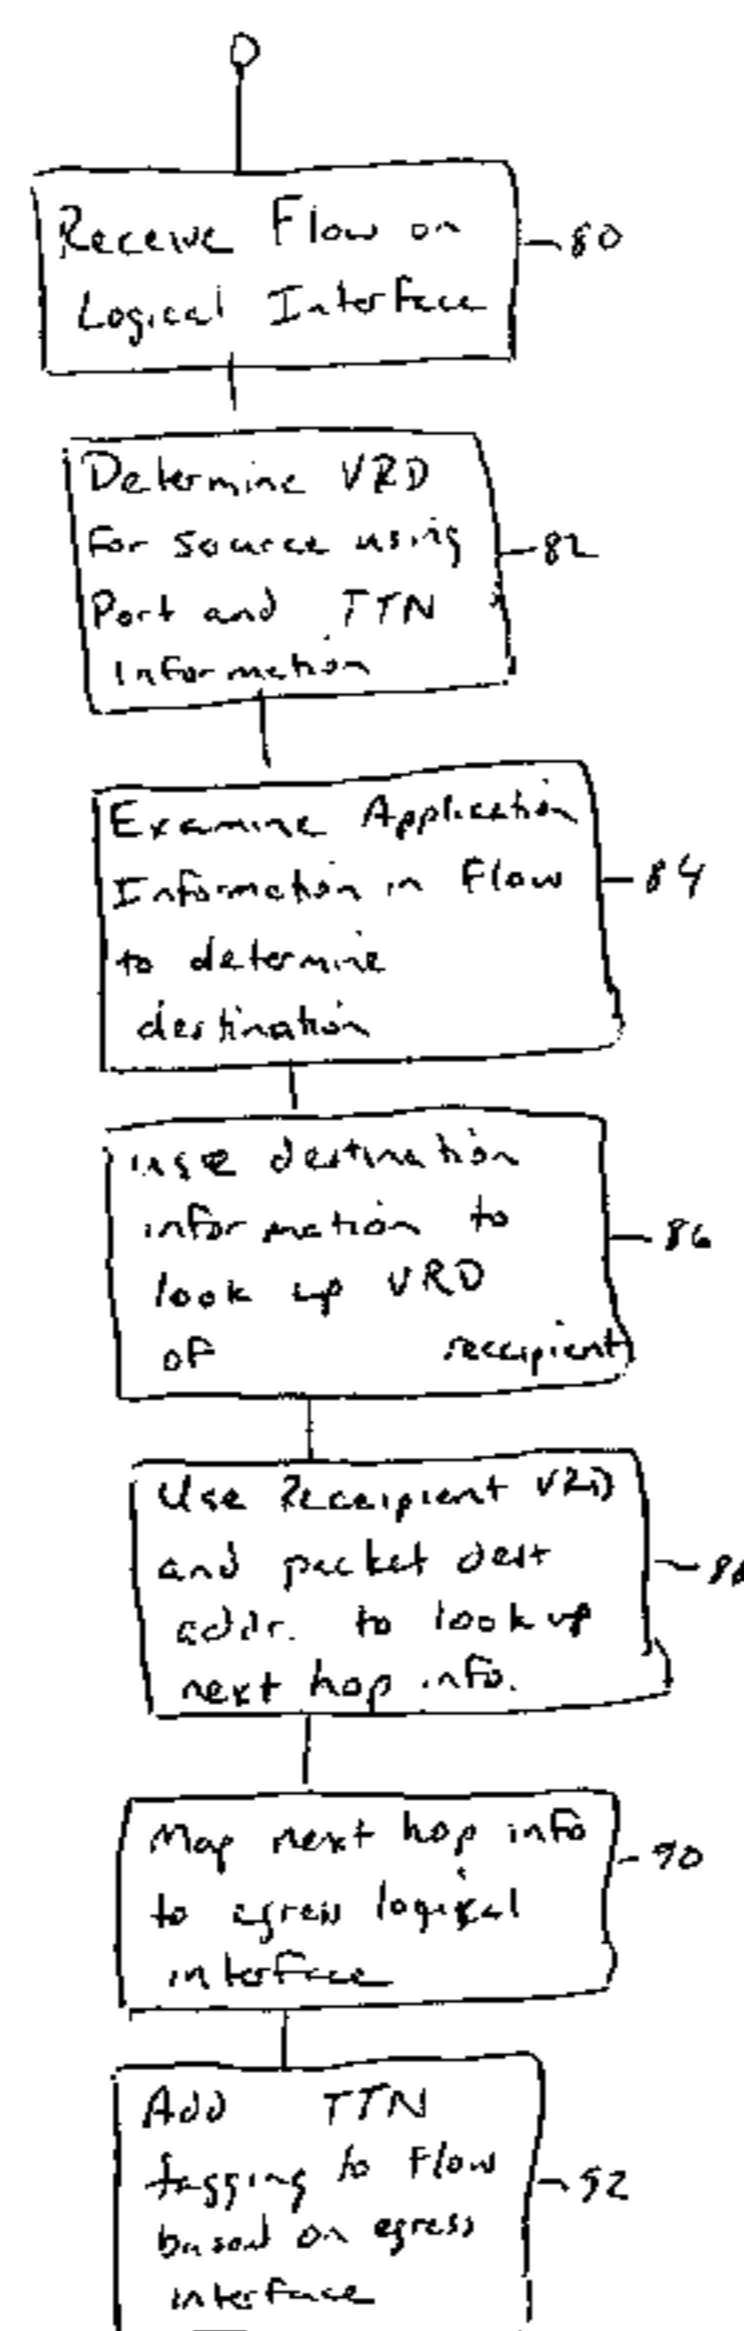 Receive Flow on
Logical Interface
80
Determine VRD
for source using
Port and TTN
Information
82
Examine Application
Information in Flow
to determine
destination
84
use destination
information to
look up VRD
of reccipient
86
Use Reccipient VRD
and packet dest
addr. to look up
next hop info.
Map next hop info
to egress logical
interface
90
Add TTN
tagging to Flow
based on egress
interface
92